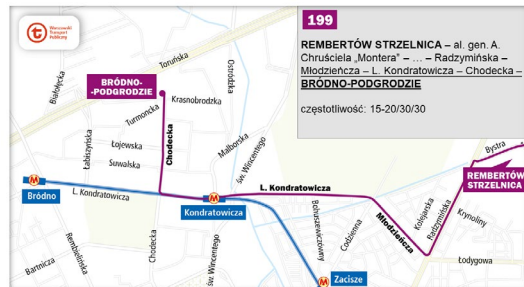 Warszawski
Transport
Publiczny
199
REMBERTÓW STRZELNICA – al. gen. A.
Chruściela „Montera” – ... – Radzymińska –
Młodzieńcza – L. Kondratowicza – Chodecka –
BRÓDNO-PODGRODZIE
częstotliwość: 15-20/30/30
Toruńska
Białołęcka
Ostródzka
BRÓDNO-
-PODGRODZIE
Krasnobrodzka
Turmoncka
Chodecka
Łabiszyńska
Łojewska
Suwalska
Malborska
św. Wincentego
Bystra
REMBERTÓW
STRZELNICA
M
Bródno
L. Kondratowicza
M
Kondratowicza
L. Kondratowicza
Młodzieńcza
Kolejarska
Radzymińska
Krynoliny
Bohuszewiczówny
Codzienna
Chodecka
św. Wincentego
Rembielińska
Bartnicza
Łodygowa
M
Zacisze